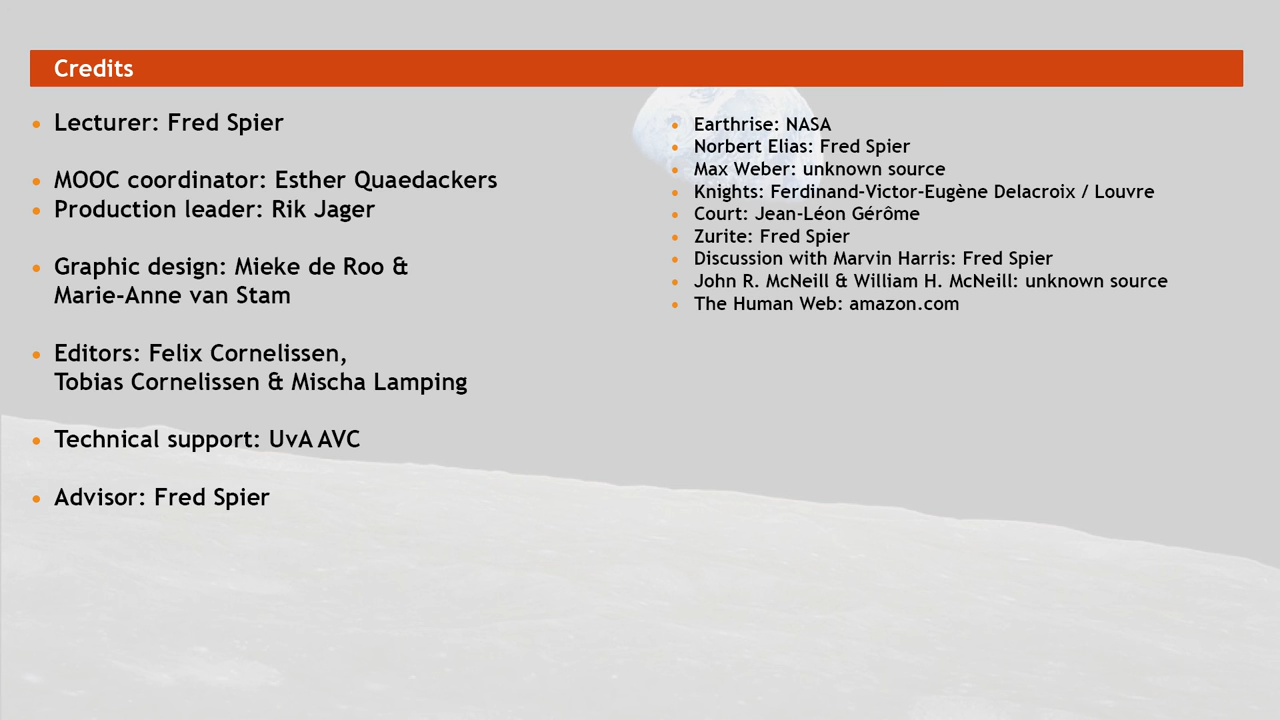 Credits
Lecturer: Fred Spier
MOOC coordinator: Esther Quaedackers
Production leader: Rik Jager
Graphic design: Mieke de Roo &
Marie-Anne van Stam
Editors: Felix Cornelissen,
Tobias Cornelissen & Mischa Lamping
Technical support: UvA AVC
Advisor: Fred Spier
Earthrise: NASA
Norbert Elias: Fred Spier
Max Weber: unknown source
Knights: Ferdinand-Victor-Eugène Delacroix / Louvre
Court: Jean-Léon Gérôme
Zurite: Fred Spier
Discussion with Marvin Harris: Fred Spier
John R. McNeill & William H. McNeill: unknown source
The Human Web: amazon.com